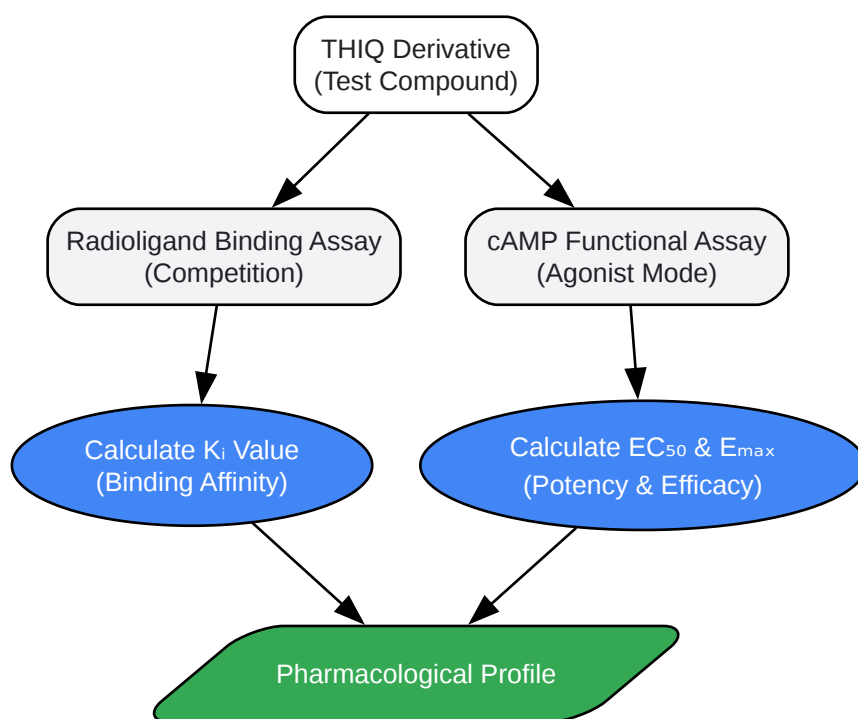 THIQ Derivative
(Test Compound)
Radioligand Binding Assay
(Competition)
cAMP Functional Assay
(Agonist Mode)
Calculate Kᵢ Value
(Binding Affinity)
Calculate EC₅₀ & Eₘₐₓ
(Potency & Efficacy)
Pharmacological Profile